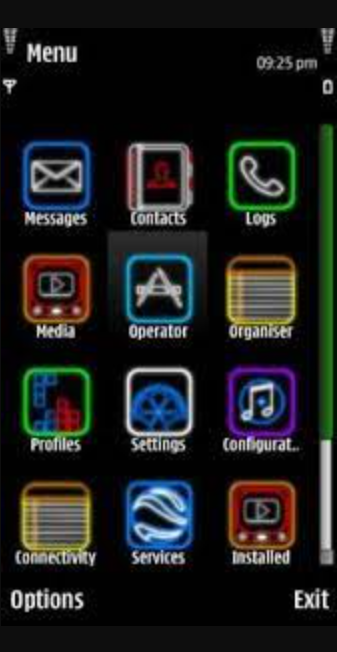 Menu
09:25 pm
Messages
Contacts
Logs
Media
Operator
Organiser
Profiles
Settings
Configurat..
Connectivity
Services
Installed
Options
Exit